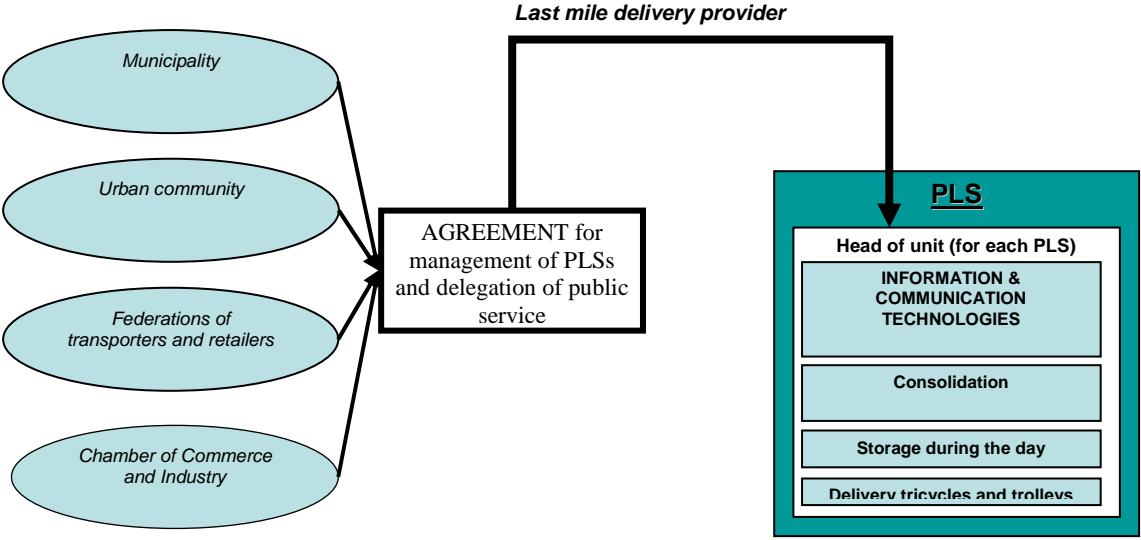 Last mile delivery provider
Municipality
Urban community
Federations of
transporters and retailers
Chamber of Commerce
and Industry
AGREEMENT for
management of PLSs
and delegation of public
service
PLS
Head of unit (for each PLS)
INFORMATION &
COMMUNICATION
TECHNOLOGIES
Consolidation
Storage during the day
Delivery tricycles and trolleys